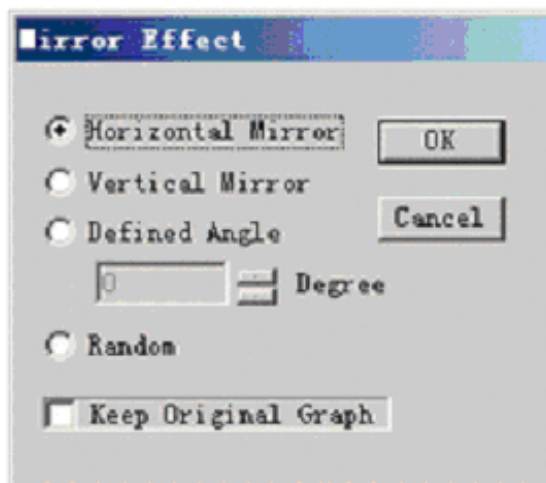 Mirror Effect
Horizontal Mirror
OK
Vertical Mirror
Defined Angle
Cancel
0
Degree
Random
Keep Original Graph